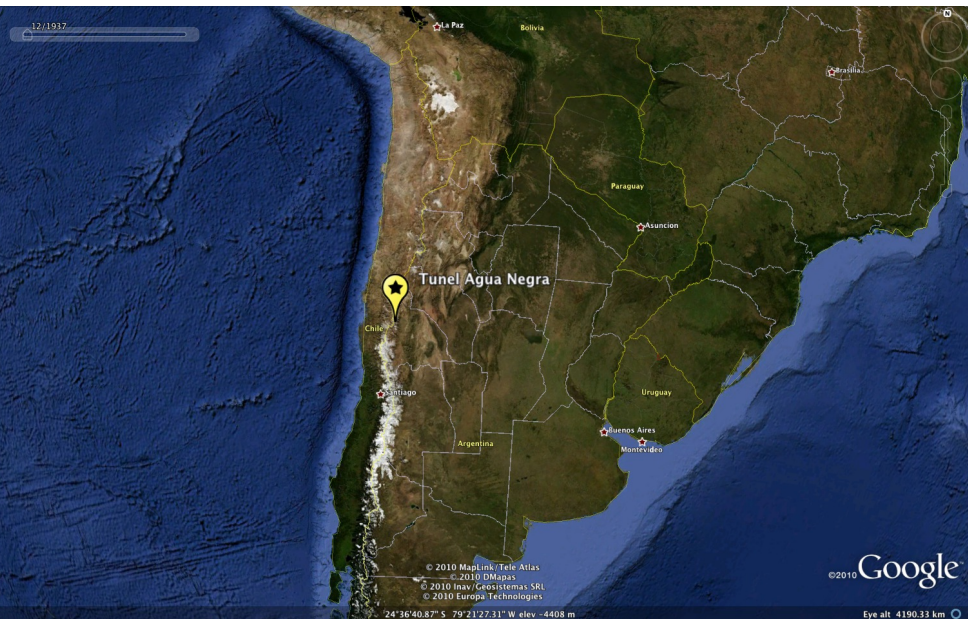 12/1937
N
La Paz
Bolivia
Brasilia
Paraguay
Asuncion
Tunel Agua Negra
Chile
Santiago
Uruguay
Buenos Aires
Montevideo
Argentina
© 2010 MapLink/Tele Atlas
© 2010 DMapas
© 2010 Inav/Geosistemas SRL
© 2010 Europa Technologies
©2010 Google
24°36'40.87" S 79°21'27.31" W elev -4408 m
Eye alt 4190.33 km